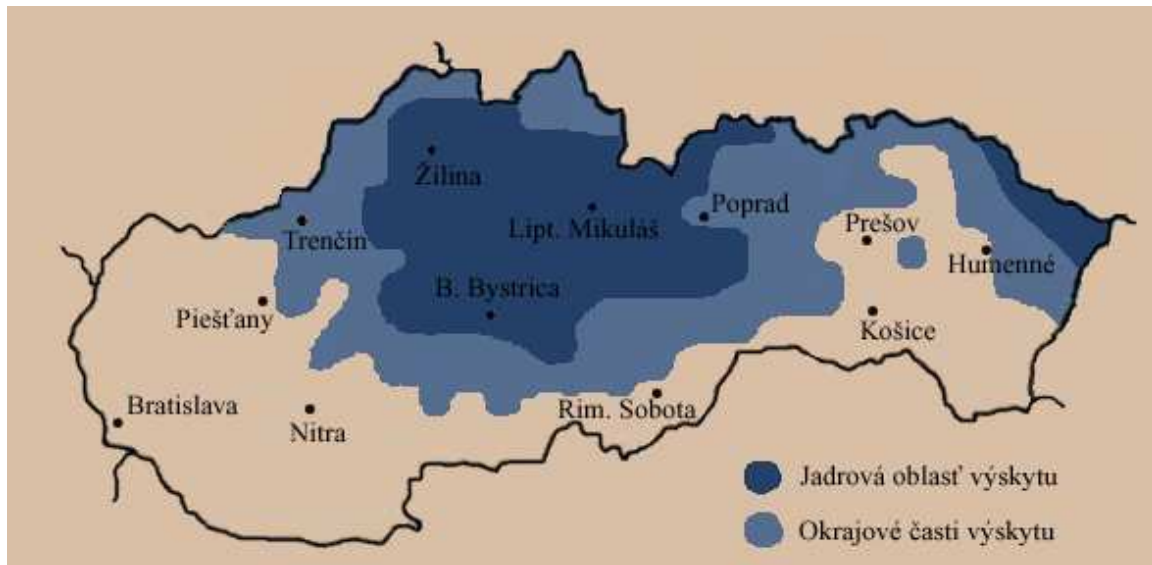 Žilina
Poprad
Lipt. Mikuláš
Trenčín
Prešov
Humenné
B. Bystrica
Piešťany
Košice
Bratislava
Rim. Sobota
Nitra
Jadrová oblasť výskytu
Okrajové časti výskytu